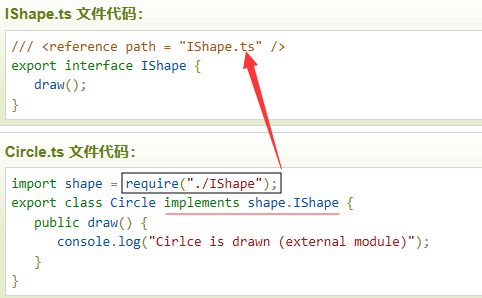 IShape.ts 文件代码：
/// <reference path = "IShape.ts" />
export interface IShape {
   draw();
}
Circle.ts 文件代码：
import shape = require("./IShape");
export class Circle implements shape.IShape {
   public draw() {
      console.log("Cirlce is drawn (external module)");
   }
}